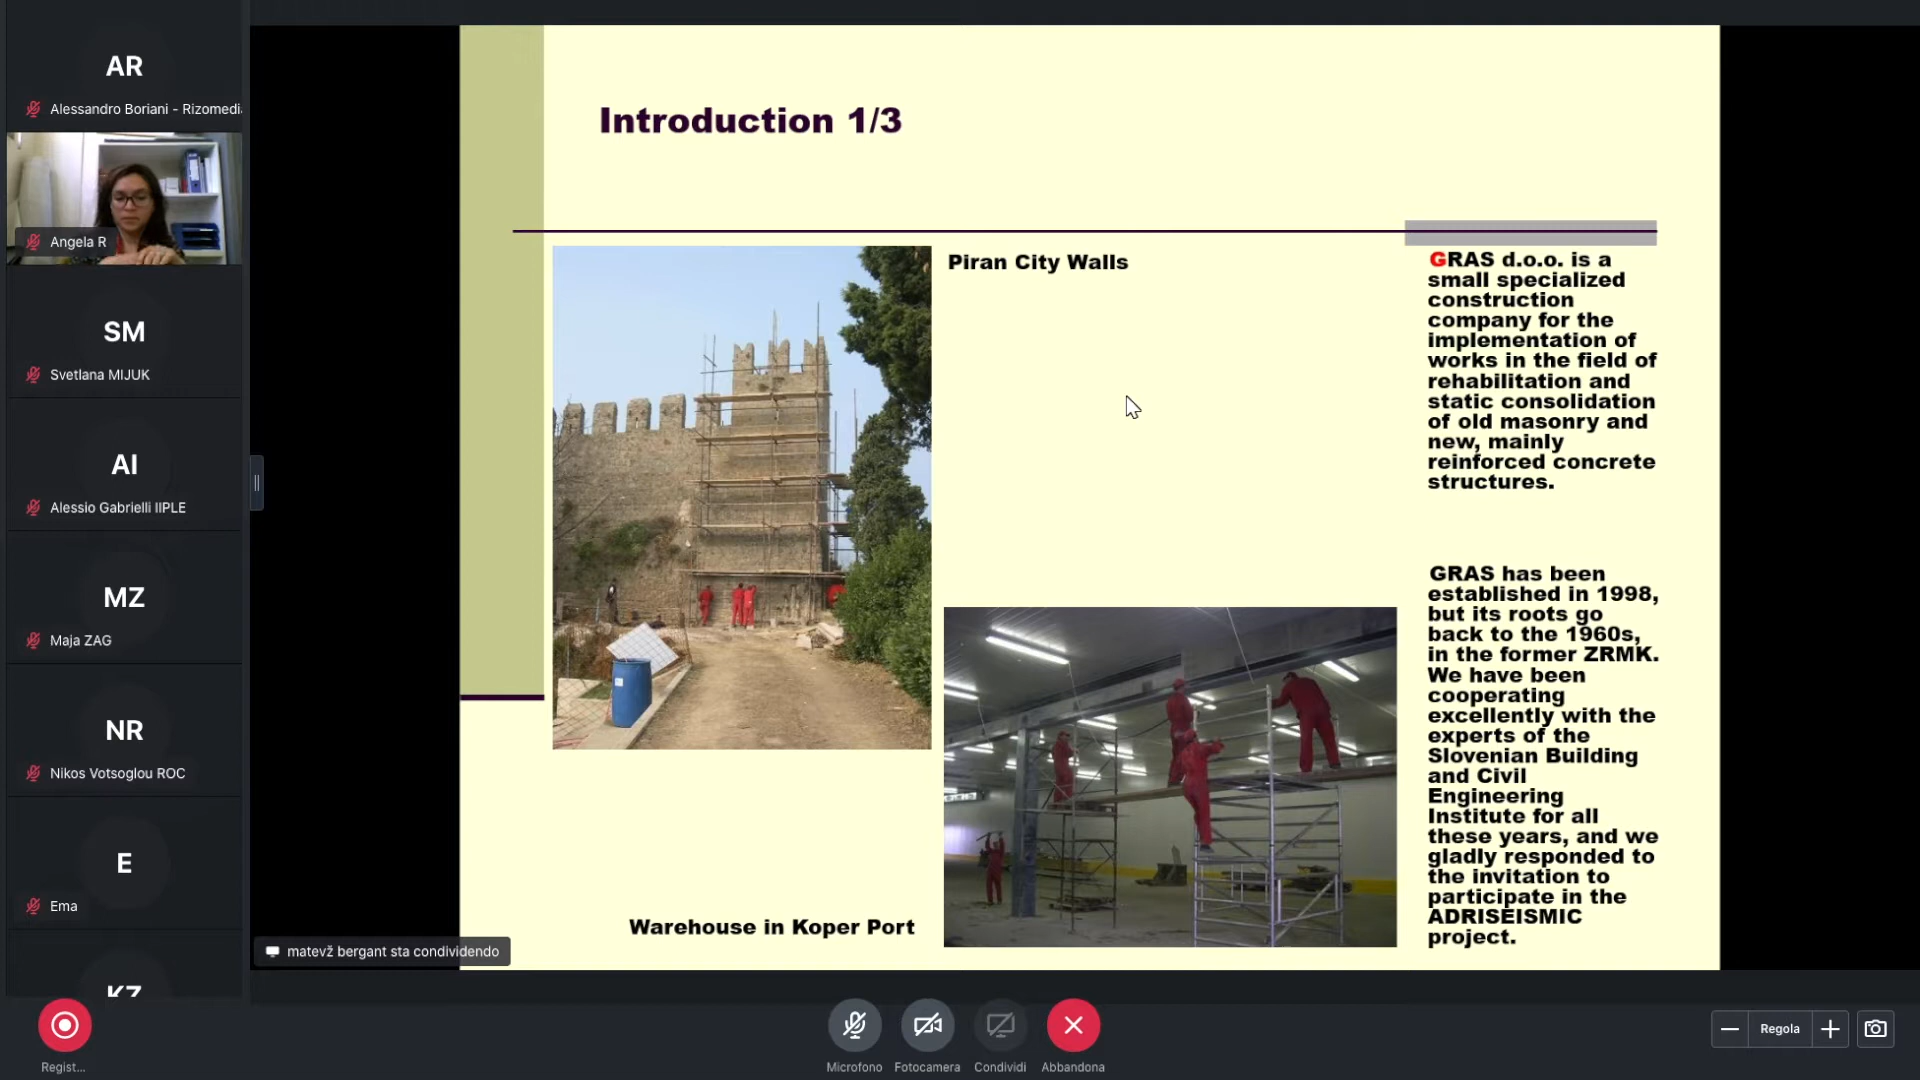 AR
Alessandro Boriani - Rizomedia
Angela R
SM
Svetlana MIJUK
AI
Alessio Gabrielli IIPLE
MZ
Maja ZAG
NR
Nikos Votsoglou ROC
E
Ema
KZ
Introduction 1/3
Piran City Walls
GRAS d.o.o. is a
small specialized
construction
company for the
implementation of
works in the field of
rehabilitation and
static consolidation
of old masonry and
new, mainly
reinforced concrete
structures.
GRAS has been
established in 1998,
but its roots go
back to the 1960s,
in the former ZRMK.
We have been
cooperating
excellently with the
experts of the
Slovenian Building
and Civil
Engineering
Institute for all
these years, and we
gladly responded to
the invitation to
participate in the
ADRISEISMIC
project.
Warehouse in Koper Port
matevž bergant sta condividendo
Regist...
Microfono
Fotocamera
Condividi
Abbandona
Regola